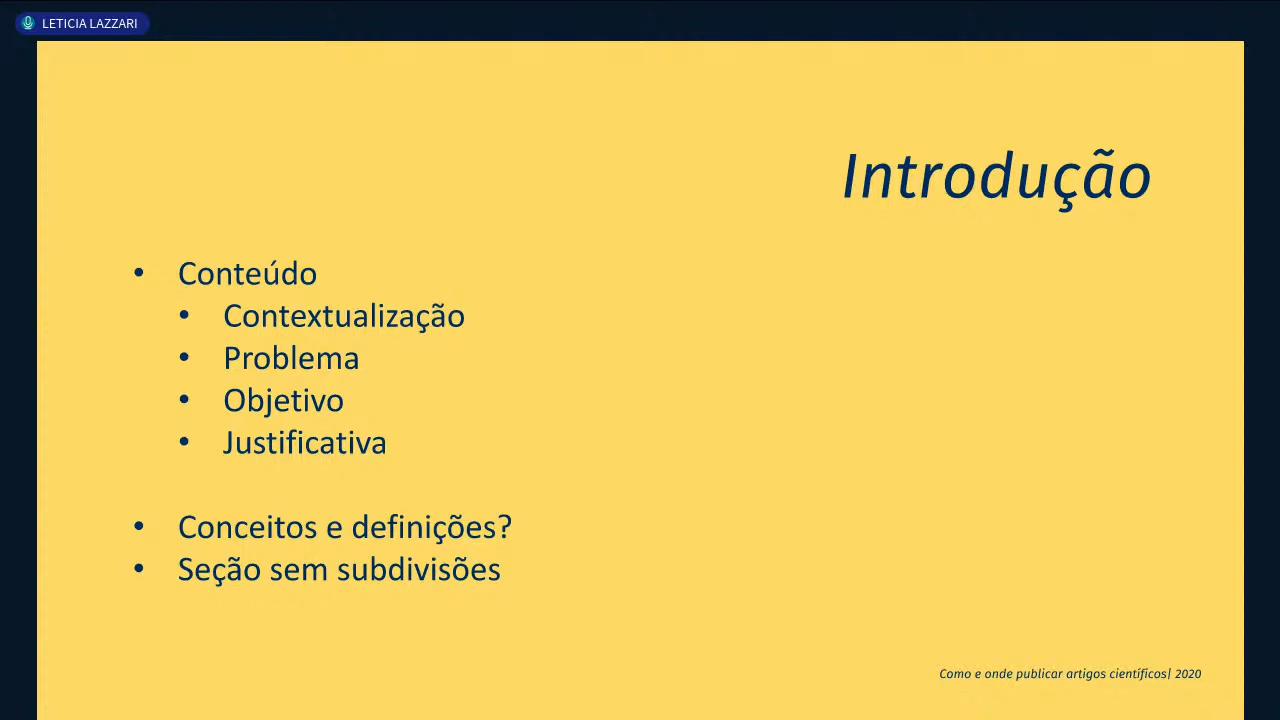 LETICIA LAZZARI
Introdução
• Conteúdo
• Contextualização
• Problema
• Objetivo
• Justificativa
• Conceitos e definições?
• Seção sem subdivisões
Como e onde publicar artigos científicos| 2020